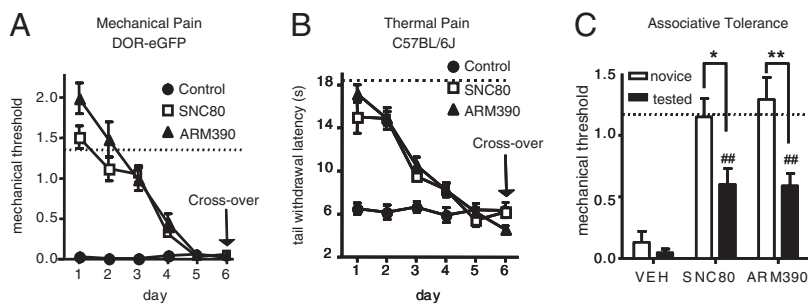 A
Mechanical Pain
DOR-eGFP
mechanical threshold
2.0
1.5
1.0
0.5
0.0
Control
SNC80
ARM390
Cross-over
1 2 3 4 5 6
day
B
Thermal Pain
C57BL/6J
tail withdrawal latency (s)
18
14
10
6
2
Control
SNC80
ARM390
Cross-over
1 2 3 4 5 6
day
C
Associative Tolerance
mechanical threshold
1.5
1.0
0.5
0.0
novice
tested
*
**
##
##
VEH SNC80 ARM390